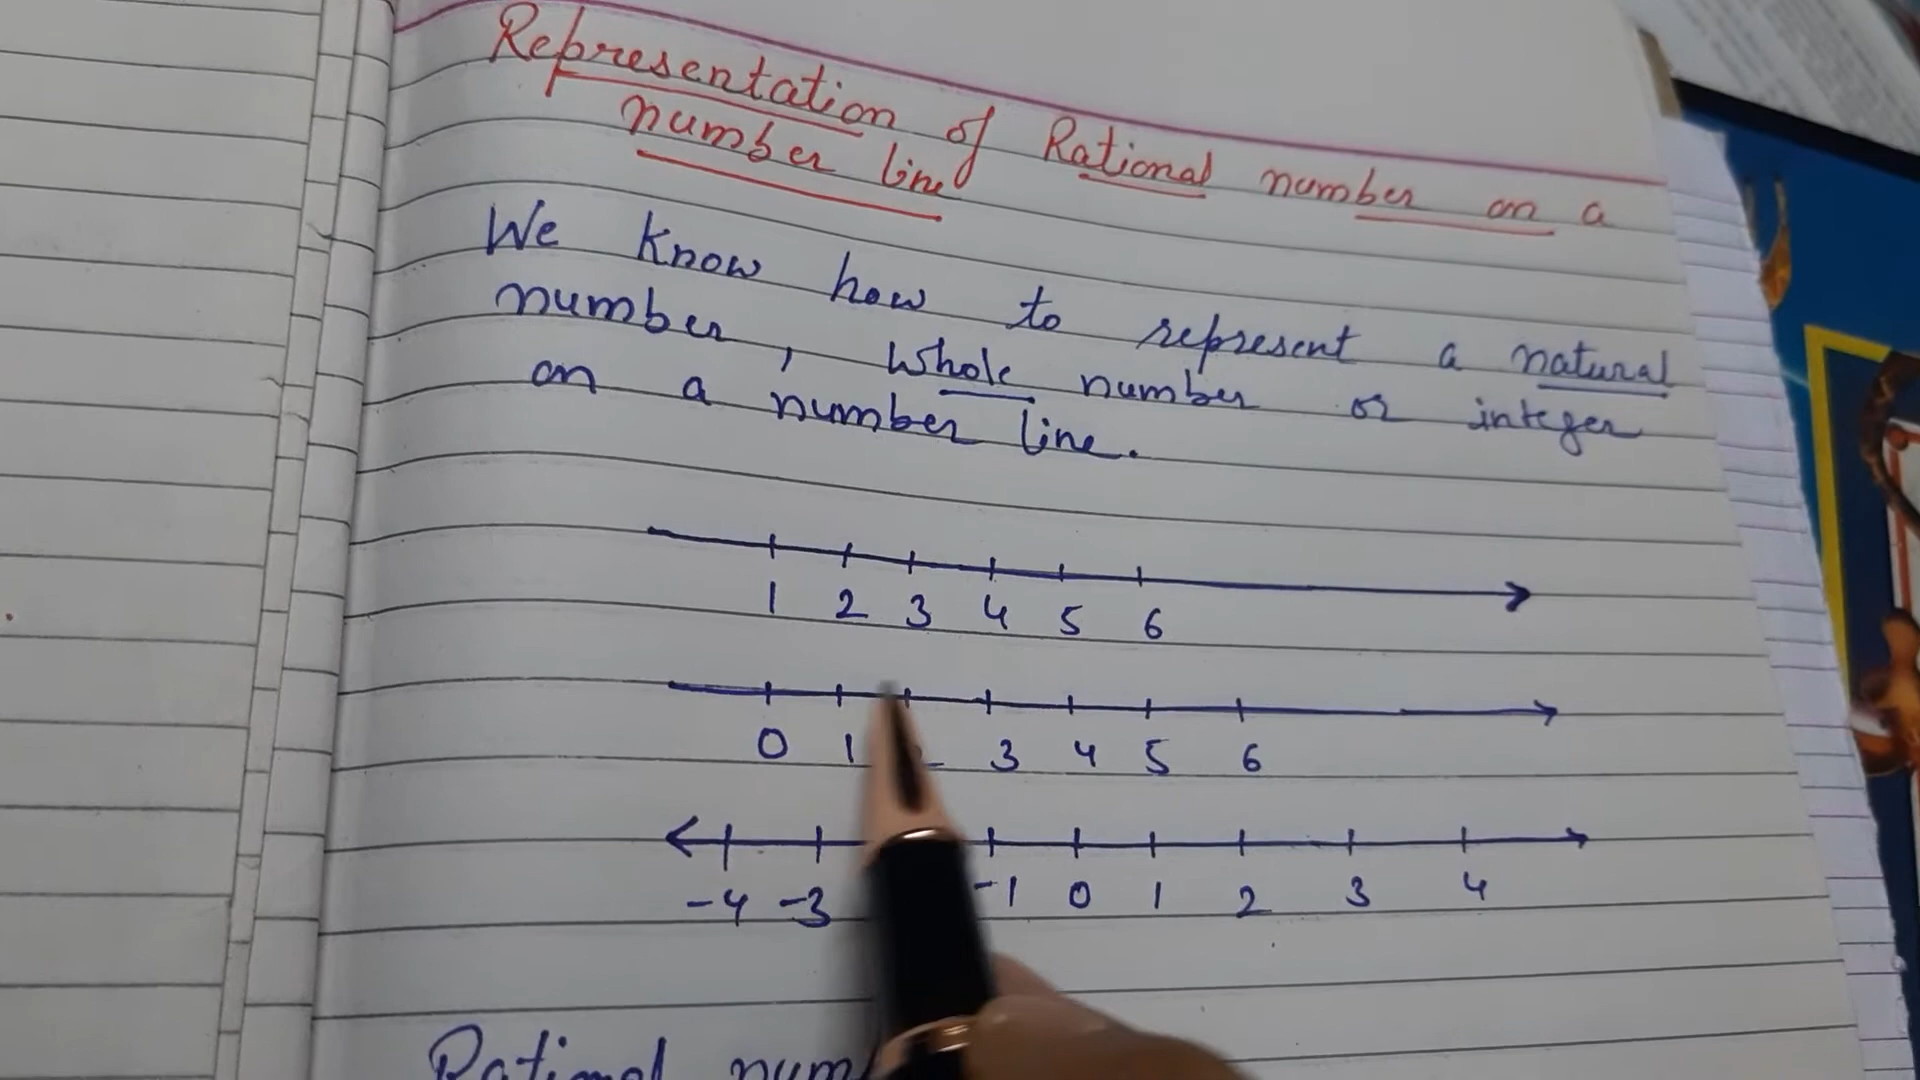 Representation of Rational number on a
number line
We know how to represent a natural
number, whole number or integer
on a number line.
1 2 3 4 5 6
0 1 3 4 5 6
-4 -3 -1 0 1 2 3 4
Rational